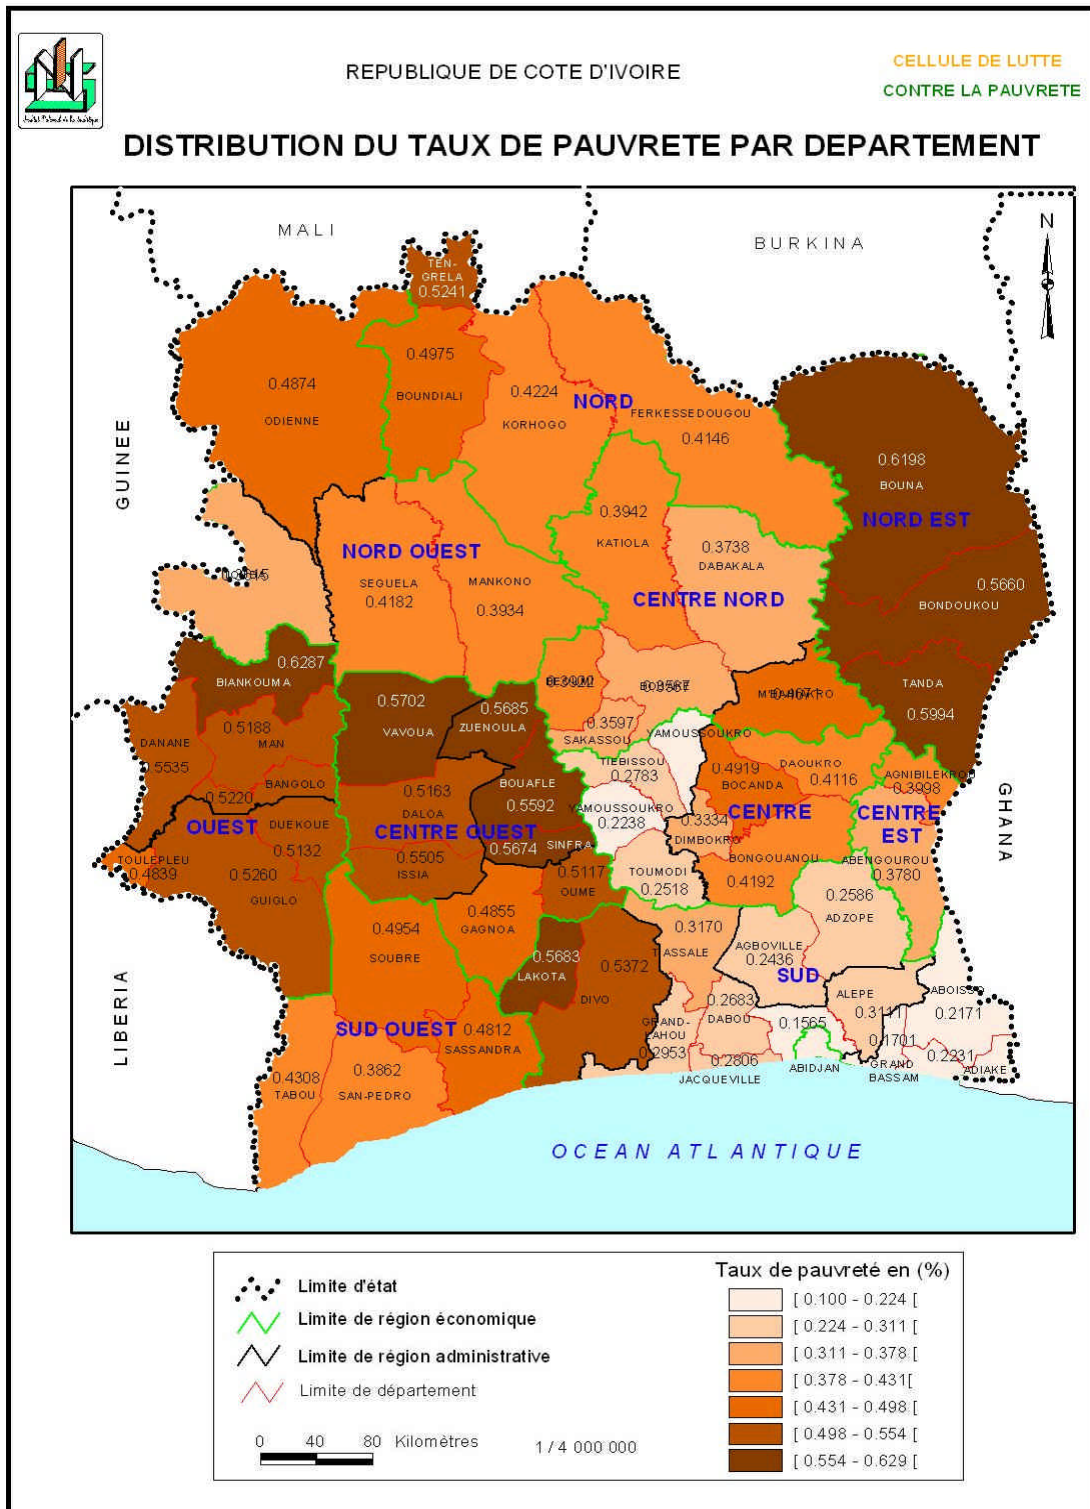 REPUBLIQUE DE COTE D'IVOIRE
CELLULE DE LUTTE
CONTRE LA PAUVRETE
DISTRIBUTION DU TAUX DE PAUVRETE PAR DEPARTEMENT
MALI
BURKINA
N
TEN-
GRELA
0.5241
0.4874
ODIENNE
0.4975
BOUNDIALI
0.4224
KORHOGO
NORD
FERKESSEDOUGOU
0.4146
GUINEE
0.6198
BOUNA
NORD EST
0.3942
KATIOLA
0.3738
DABAKALA
NORD OUEST
SEGUELA
0.4182
MANKONO
0.3934
CENTRE NORD
0.5660
BONDOUKOU
0.6287
BIANKOUMA
0.5702
VAVOUA
0.5685
ZUENOULA
TANDA
0.5994
0.3597
SAKASSOU
YAMOUSSOUKRO
0.5188
MAN
DANANE
0.5535
BANGOLO
0.5220
TIEBISSOU
0.2783
0.4919
BOCANDA
DAOUKRO
0.4116
AGNIBILEKROU
0.3998
BOUAFLE
0.5592
0.5163
DALOA
YAMOUSSOUKRO
0.2238
OUEST
DUEKOUE
0.5132
CENTRE OUEST
0.5674
SINFRA
0.3334
DIMBOKRO
CENTRE
CENTRE
EST
GHANA
TOULEPLEU
0.4839
0.5260
GUIGLO
0.5505
ISSIA
0.5117
OUME
TOUMODI
0.2518
BONGOUANOU
0.4192
ABENGOUROU
0.3780
0.2586
ADZOPE
0.4954
SOUBRE
0.4855
GAGNOA
0.5683
LAKOTA
0.5372
DIVO
0.3170
TIASSALE
AGBOVILLE
0.2436
SUD
LIBERIA
SUD OUEST
0.4812
SASSANDRA
GRAND-
LAHOU
0.2953
0.2683
DABOU
0.1565
ALEPE
0.3111
ABOISSO
0.2171
0.4308
TABOU
0.3862
SAN-PEDRO
0.2806
JACQUEVILLE
ABIDJAN
0.1701
GRAND
BASSAM
0.2231
ADIAKE
OCEAN ATLANTIQUE
Limite d'état
Limite de région économique
Limite de région administrative
Limite de département
0 40 80 Kilomètres
1 / 4 000 000
Taux de pauvreté en (%)
[ 0.100 - 0.224 [
[ 0.224 - 0.311 [
[ 0.311 - 0.378 [
[ 0.378 - 0.431[
[ 0.431 - 0.498 [
[ 0.498 - 0.554 [
[ 0.554 - 0.629 [